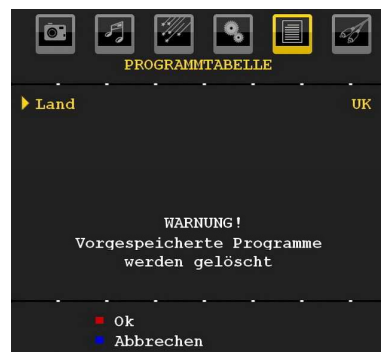 PROGRAMMTABELLE
Land UK
WARNUNG!
Vorgespeicherte Programme
werden gelöscht
Ok
Abbrechen